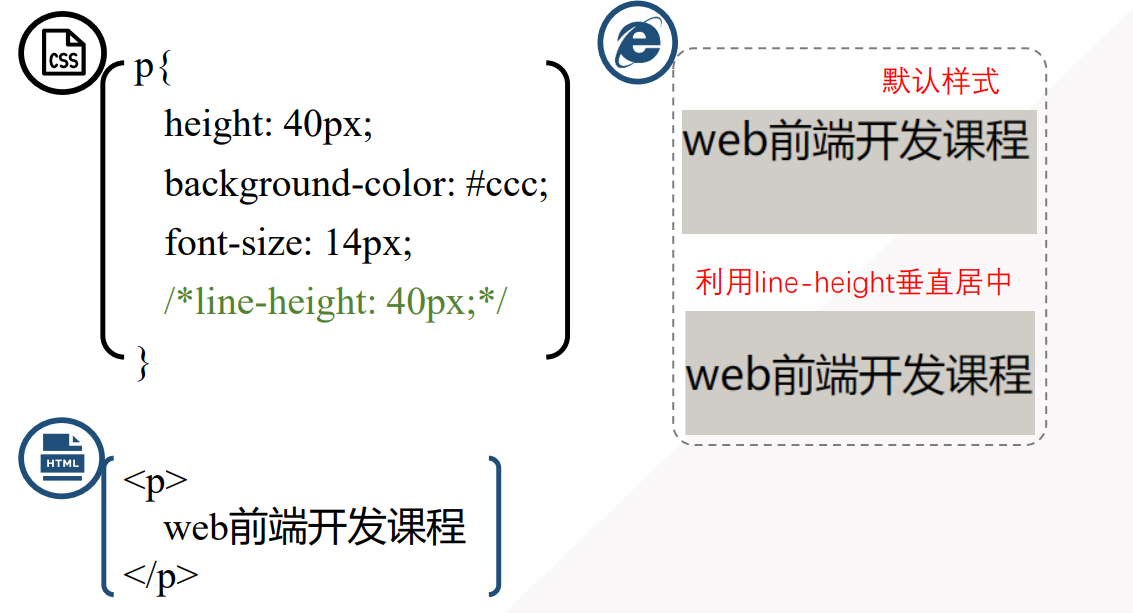 CSS
p{
height: 40px;
background-color: #ccc;
font-size: 14px;
/*line-height: 40px;*/
}
HTML
<p>
web前端开发课程
</p>
默认样式
web前端开发课程
利用line-height垂直居中
web前端开发课程